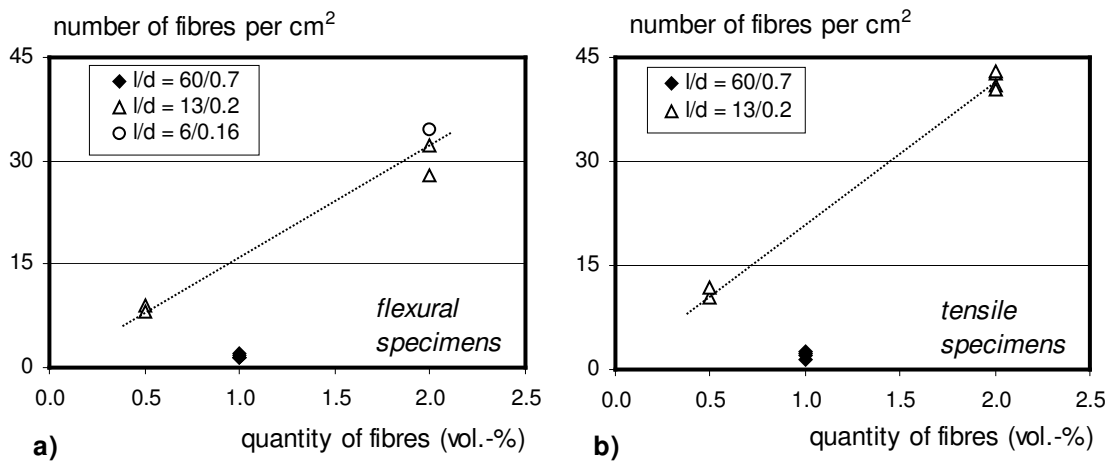 number of fibres per cm²
45
30
15
0
l/d = 60/0.7
l/d = 13/0.2
l/d = 6/0.16
flexural
specimens
0.0 0.5 1.0 1.5 2.0 2.5
a) quantity of fibres (vol.-%)
number of fibres per cm²
45
30
15
0
l/d = 60/0.7
l/d = 13/0.2
tensile
specimens
0.0 0.5 1.0 1.5 2.0 2.5
b) quantity of fibres (vol.-%)